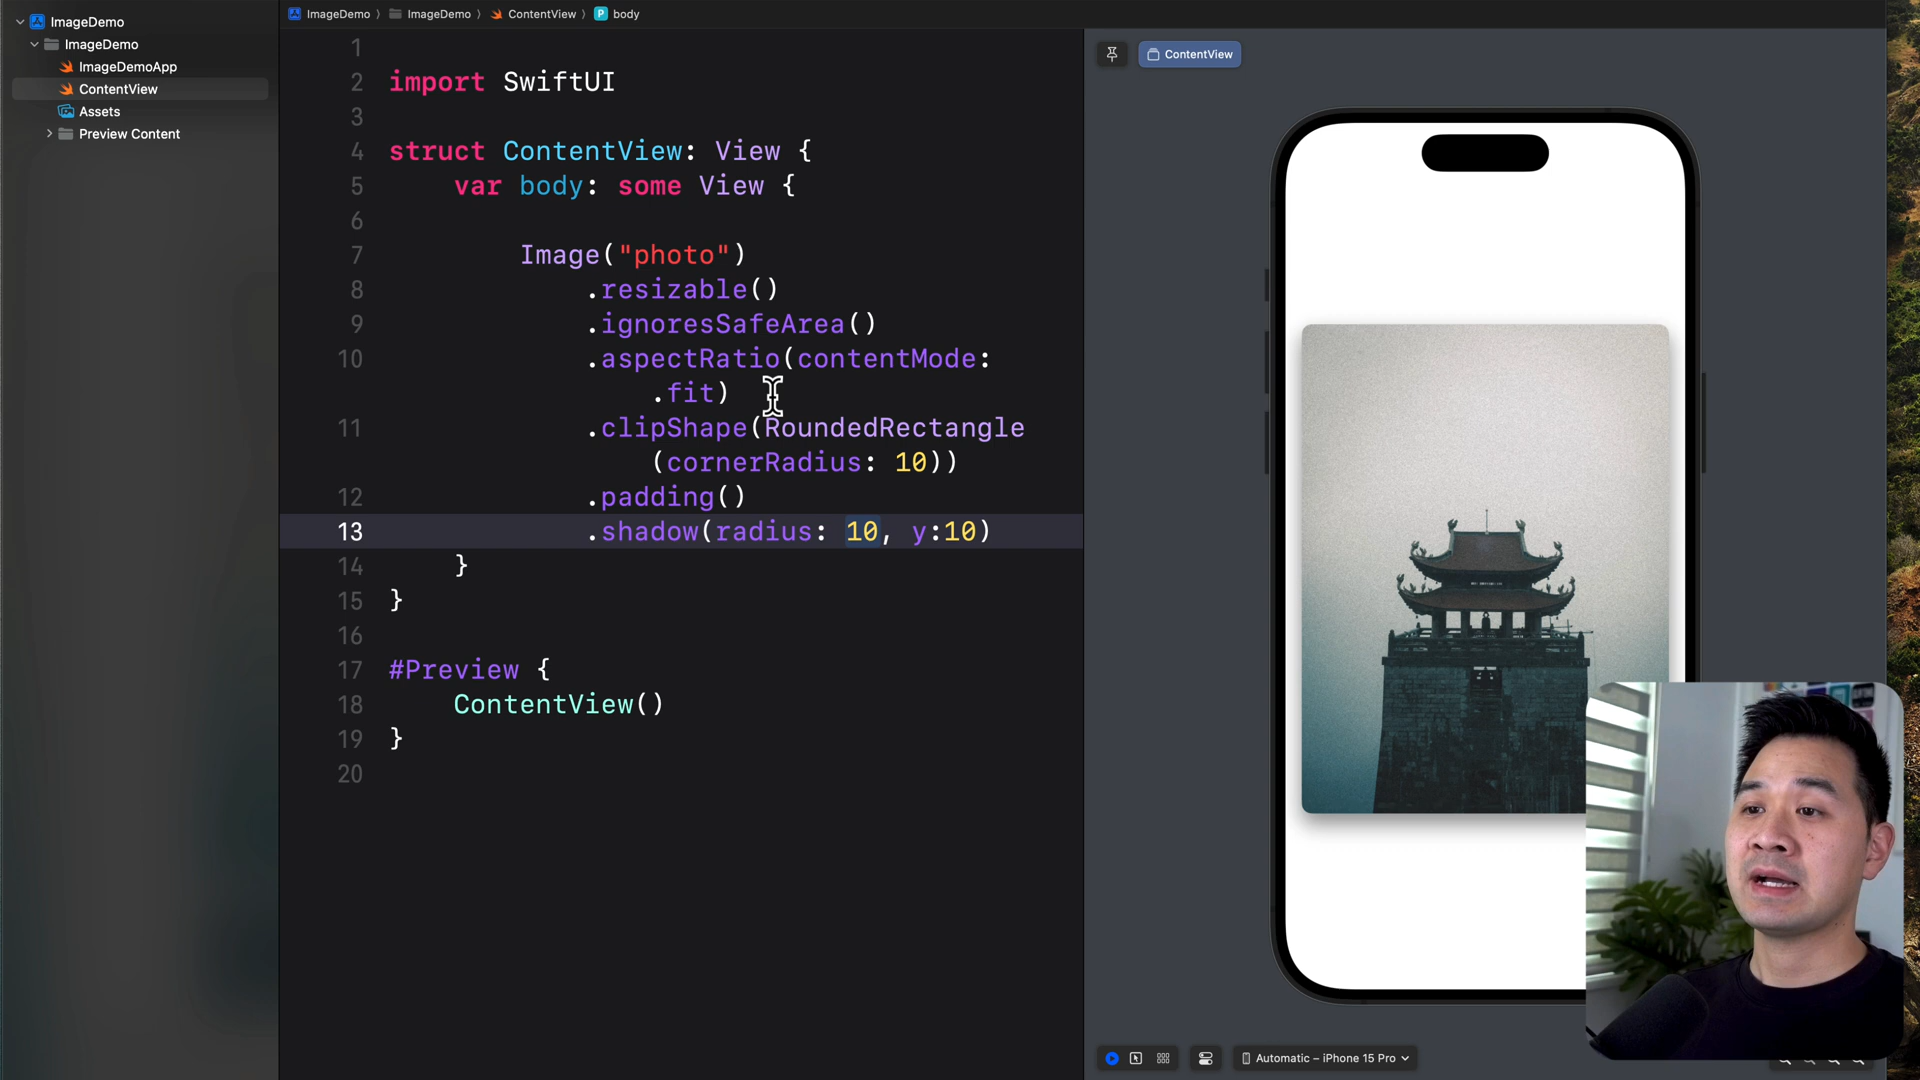 ImageDemo
ImageDemo
ImageDemoApp
ContentView
Assets
Preview Content
ImageDemo ImageDemo ContentView P body
1
2 import SwiftUI
3
4 struct ContentView: View {
5 var body: some View {
6
7 Image("photo")
8 .resizable()
9 .ignoresSafeArea()
10 .aspectRatio(contentMode:
.fit)
11 .clipShape(RoundedRectangle
(cornerRadius: 10))
12 .padding()
13 .shadow(radius: 10, y:10)
14 }
15 }
16
17 #Preview {
18 ContentView()
19 }
20
ContentView
Automatic – iPhone 15 Pro